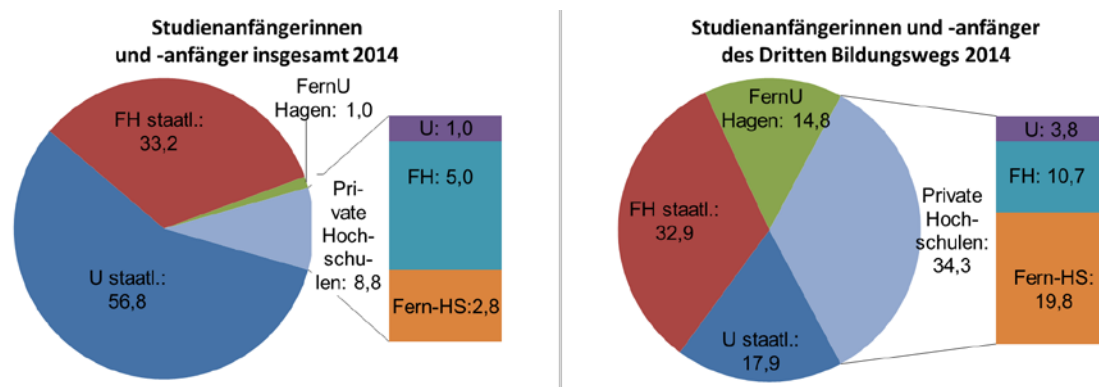 Studienanfängerinnen
und -anfänger insgesamt 2014
FernU
Hagen: 1,0
FH staatl.:
33,2
U staatl.:
56,8
Pri-
vate
Hoch-
schu-
len: 8,8
U: 1,0
FH: 5,0
Fern-HS:2,8
Studienanfängerinnen und -anfänger
des Dritten Bildungswegs 2014
FernU
Hagen: 14,8
FH staatl.:
32,9
U staatl.:
17,9
Private
Hoch-
schulen:
34,3
U: 3,8
FH: 10,7
Fern-HS:
19,8